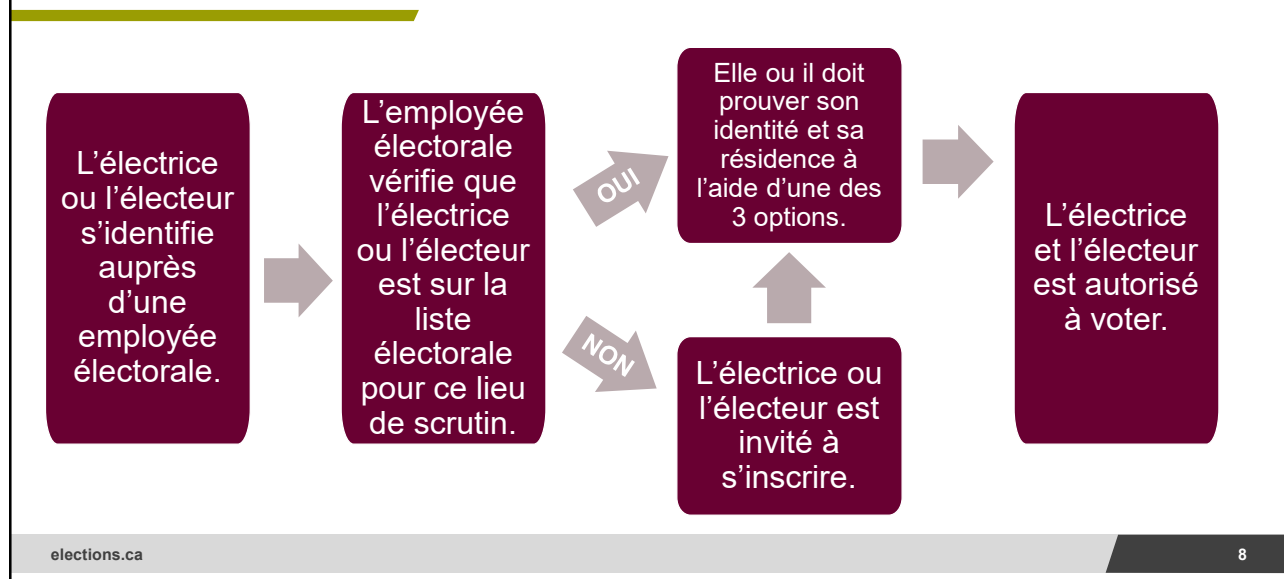 L’électrice
ou l’électeur
s’identifie
auprès
d’une
employée
électorale.
L’employée
électorale
vérifie que
l’électrice
ou l’électeur
est sur la
liste
électorale
pour ce lieu
de scrutin.
OUI
Elle ou il doit
prouver son
identité et sa
résidence à
l’aide d’une des
3 options.
NON
L’électrice ou
l’électeur est
invité à
s’inscrire.
L’électrice
et l’électeur
est autorisé
à voter.
elections.ca
8